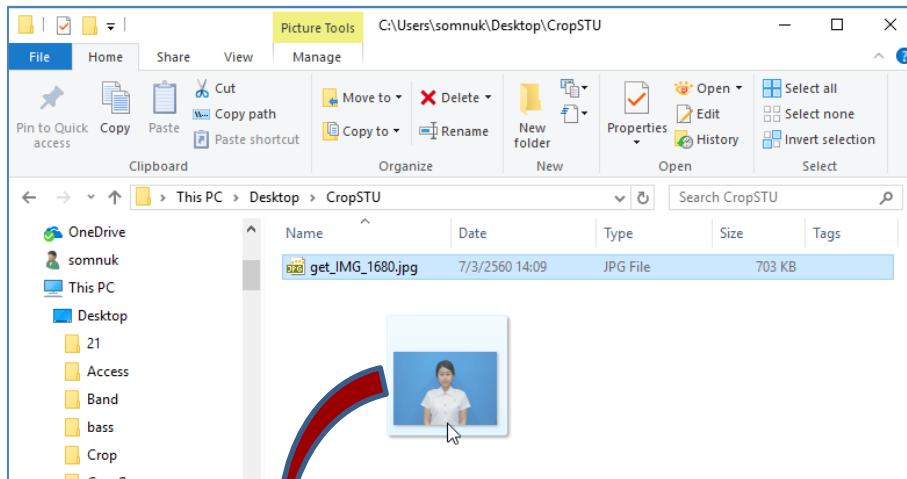 Picture Tools C:\Users\somnuk\Desktop\CropSTU
File Home Share View Manage
Pin to Quick access
Copy
Paste
Cut
Copy path
Paste shortcut
Clipboard
Move to
Copy to
Delete
Rename
Organize
New folder
New
Properties
Open
Edit
History
Open
Select all
Select none
Invert selection
Select
This PC > Desktop > CropSTU
Search CropSTU
OneDrive
somnuk
This PC
Desktop
21
Access
Band
bass
Crop
Name Date Type Size Tags
get_IMG_1680.jpg 7/3/2560 14:09 JPG File 703 KB